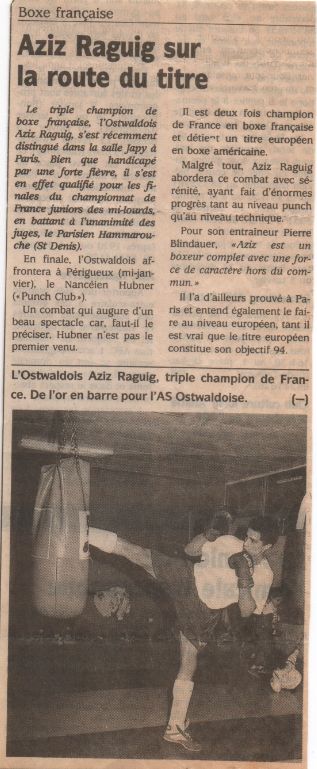 Boxe française
Aziz Raguig sur
la route du titre
Le triple champion de
boxe française, l'Ostwaldois
Aziz Raguig, s'est récemment
distingué dans la salle Japy à
Paris. Bien que handicapé
par une forte fièvre, il s'est
en effet qualifié pour les fi-
nales du championnat de
France juniors des mi-lourds,
en battant à l'unanimité des
juges, le Parisien Hammarou-
che (St Denis).
En finale, l'Ostwaldois af-
frontera à Périgueux (mi-jan-
vier), le Nancéien Hubner
(« Punch Club »).
Un combat qui augure d'un
beau spectacle car, faut-il le
préciser, Hubner n'est pas le
premier venu.
Il est deux fois champion
de France en boxe française
et détient un titre européen
en boxe américaine.
Malgré tout, Aziz Raguig
abordera ce combat avec sé-
rénité, ayant fait d'énormes
progrès tant au niveau punch
qu'au niveau technique.
Pour son entraîneur Pierre
Blindauer, «Aziz est un
boxeur complet avec une for-
ce de caractère hors du com-
mun.»
Il l'a d'ailleurs prouvé à Pa-
ris et entend également le fai-
re au niveau européen, tant il
est vrai que le titre européen
constitue son objectif 94.
L'Ostwaldois Aziz Raguig, triple champion de Fran-
ce. De l'or en barre pour l'AS Ostwaldoise. (—)